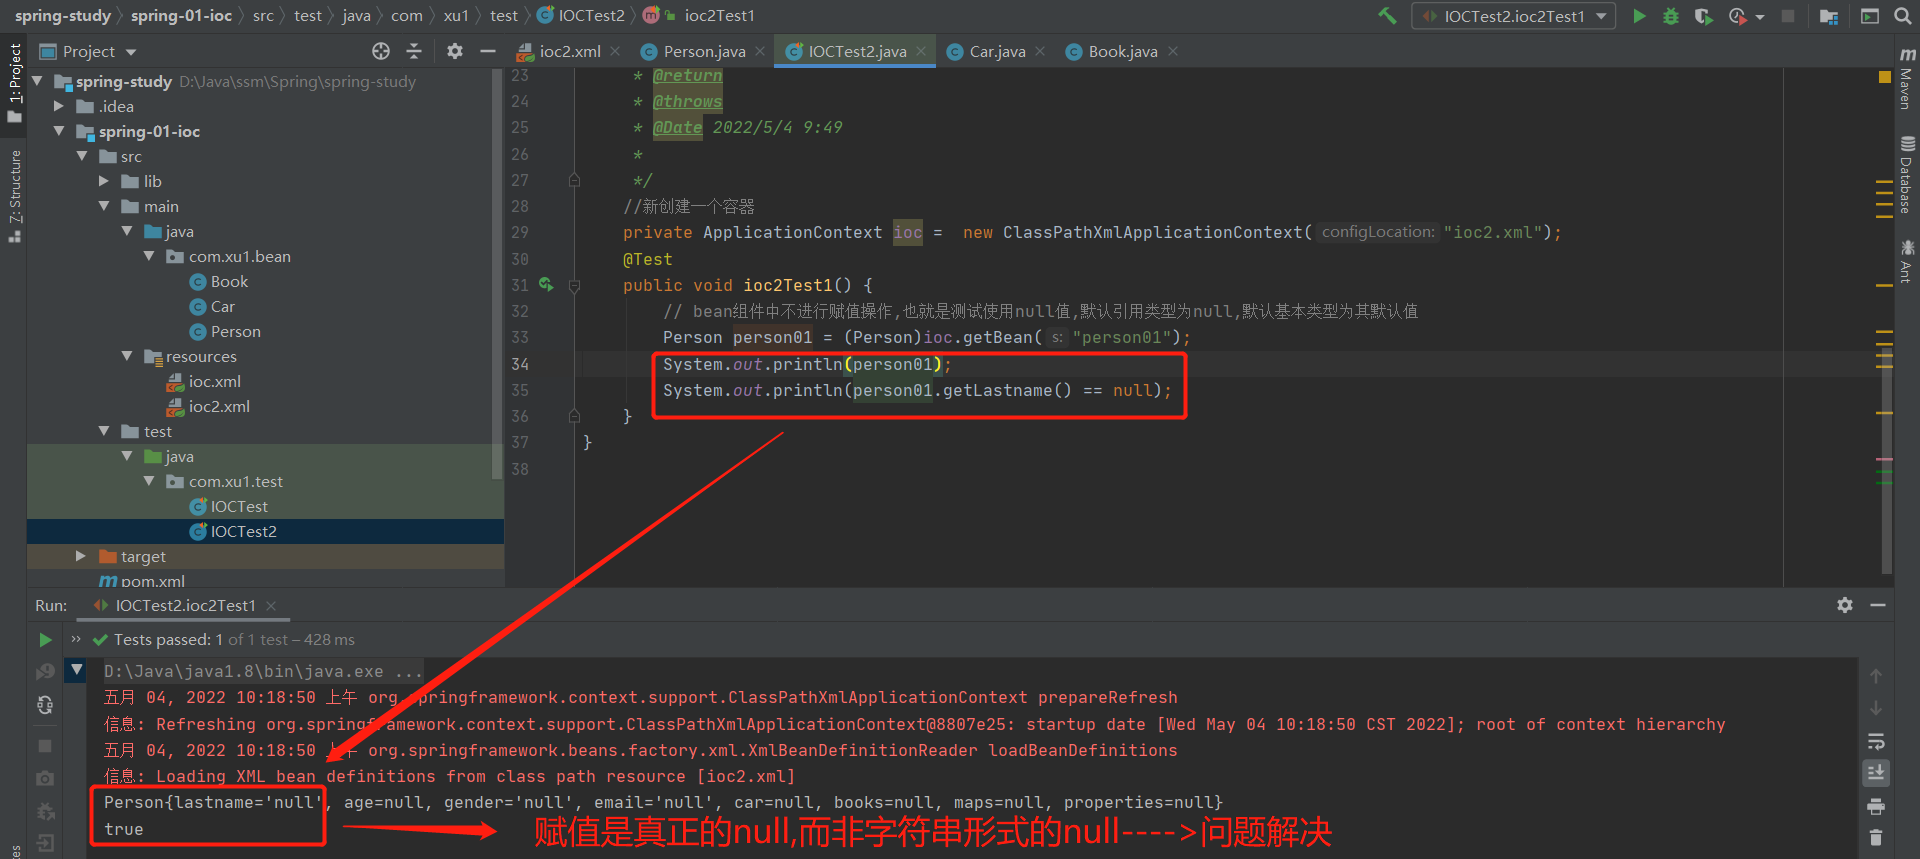 spring-study spring-01-ioc src test java com xu1 test IOCTest2 ioc2Test1 IOCTest2.ioc2Test1
Project ioc2.xml Person.java IOCTest2.java Car.java Book.java
1: Project
7: Structure
spring-study D:\Java\ssm\Spring\spring-study
.idea
spring-01-ioc
src
lib
main
java
com.xu1.bean
Book
Car
Person
resources
ioc.xml
ioc2.xml
test
java
com.xu1.test
IOCTest
IOCTest2
target
pom.xml
23 * @return
24 * @throws
25 * @Date 2022/5/4 9:49
26 *
27 */
28 //新创建一个容器
29 private ApplicationContext ioc = new ClassPathXmlApplicationContext( configLocation: "ioc2.xml");
30 @Test
31 public void ioc2Test1() {
32 // bean组件中不进行赋值操作,也就是测试使用null值,默认引用类型为null,默认基本类型为其默认值
33 Person person01 = (Person)ioc.getBean( s: "person01");
34 System.out.println(person01);
35 System.out.println(person01.getLastname() == null);
36 }
37 }
38
Maven
Database
Ant
Run: IOCTest2.ioc2Test1
Tests passed: 1 of 1 test – 428 ms
D:\Java\java1.8\bin\java.exe ...
五月 04, 2022 10:18:50 上午 org.springframework.context.support.ClassPathXmlApplicationContext prepareRefresh
信息: Refreshing org.springframework.context.support.ClassPathXmlApplicationContext@8807e25: startup date [Wed May 04 10:18:50 CST 2022]; root of context hierarchy
五月 04, 2022 10:18:50 上午 org.springframework.beans.factory.xml.XmlBeanDefinitionReader loadBeanDefinitions
信息: Loading XML bean definitions from class path resource [ioc2.xml]
Person{lastname='null', age=null, gender='null', email='null', car=null, books=null, maps=null, properties=null}
true
赋值是真正的null,而非字符串形式的null---->问题解决